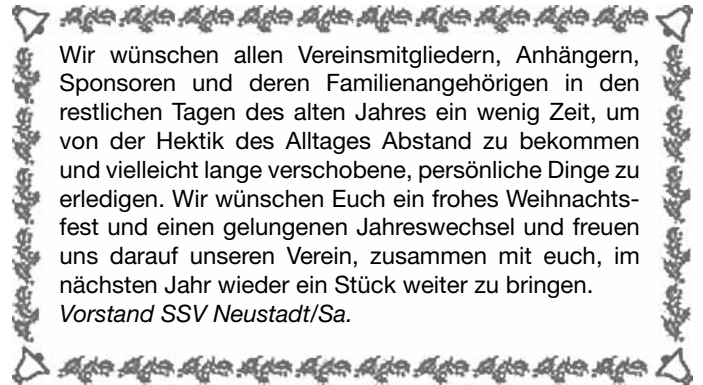 Wir wünschen allen Vereinsmitgliedern, Anhängern,
Sponsoren und deren Familienangehörigen in den
restlichen Tagen des alten Jahres ein wenig Zeit, um
von der Hektik des Alltages Abstand zu bekommen
und vielleicht lange verschobene, persönliche Dinge zu
erledigen. Wir wünschen Euch ein frohes Weihnachts-
fest und einen gelungenen Jahreswechsel und freuen
uns darauf unseren Verein, zusammen mit euch, im
nächsten Jahr wieder ein Stück weiter zu bringen.
Vorstand SSV Neustadt/Sa.